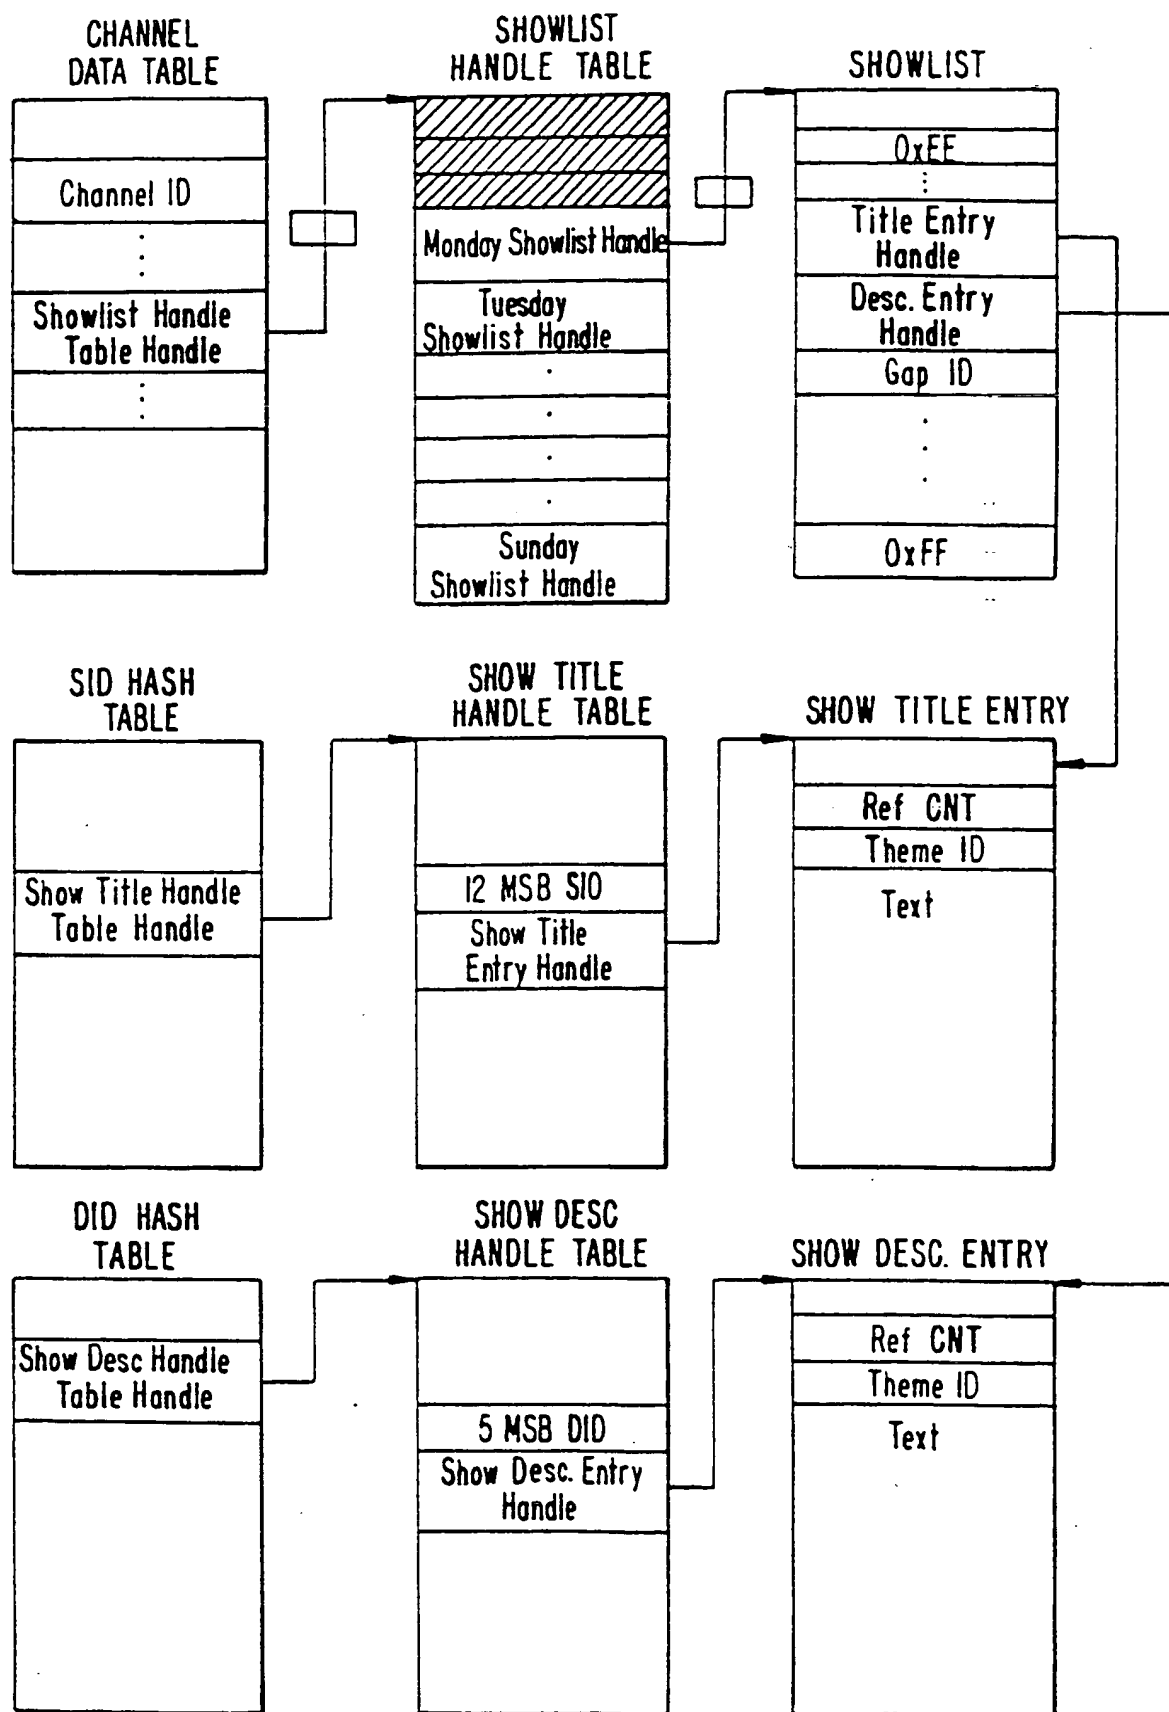 CHANNEL
DATA TABLE
Channel ID
Showlist Handle
Table Handle
SHOWLIST
HANDLE TABLE
Monday Showlist Handle
Tuesday
Showlist Handle
Sunday
Showlist Handle
SHOWLIST
0xEE
Title Entry
Handle
Desc. Entry
Handle
Gap ID
0xFF
SID HASH
TABLE
Show Title Handle
Table Handle
SHOW TITLE
HANDLE TABLE
12 MSB SIO
Show Title
Entry Handle
SHOW TITLE ENTRY
Ref CNT
Theme ID
Text
DID HASH
TABLE
Show Desc Handle
Table Handle
SHOW DESC
HANDLE TABLE
5 MSB DID
Show Desc. Entry
Handle
SHOW DESC. ENTRY
Ref CNT
Theme ID
Text